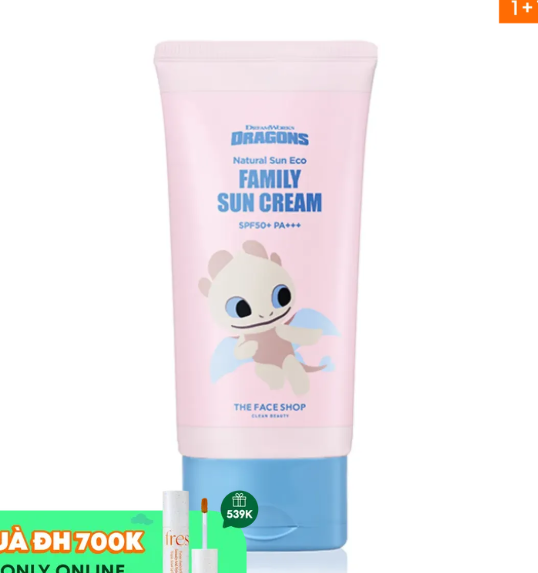 1+
DREAMWORKS
DRAGONS
Natural Sun Eco
FAMILY
SUN CREAM
SPF50+ PA+++
THE FACE SHOP
CLEAN BEAUTY
539K
UÀ ĐH 700K
ONLY ONLINE
fres